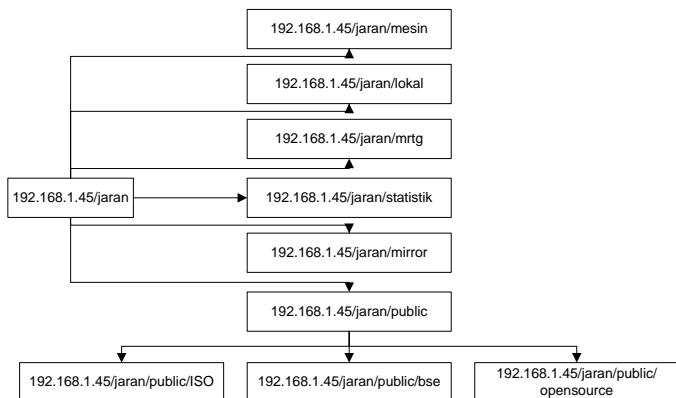 192.168.1.45/jaran/mesin
192.168.1.45/jaran/lokal
192.168.1.45/jaran/mrtg
192.168.1.45/jaran
192.168.1.45/jaran/statistik
192.168.1.45/jaran/mirror
192.168.1.45/jaran/public
192.168.1.45/jaran/public/ISO
192.168.1.45/jaran/public/bse
192.168.1.45/jaran/public/
opensource